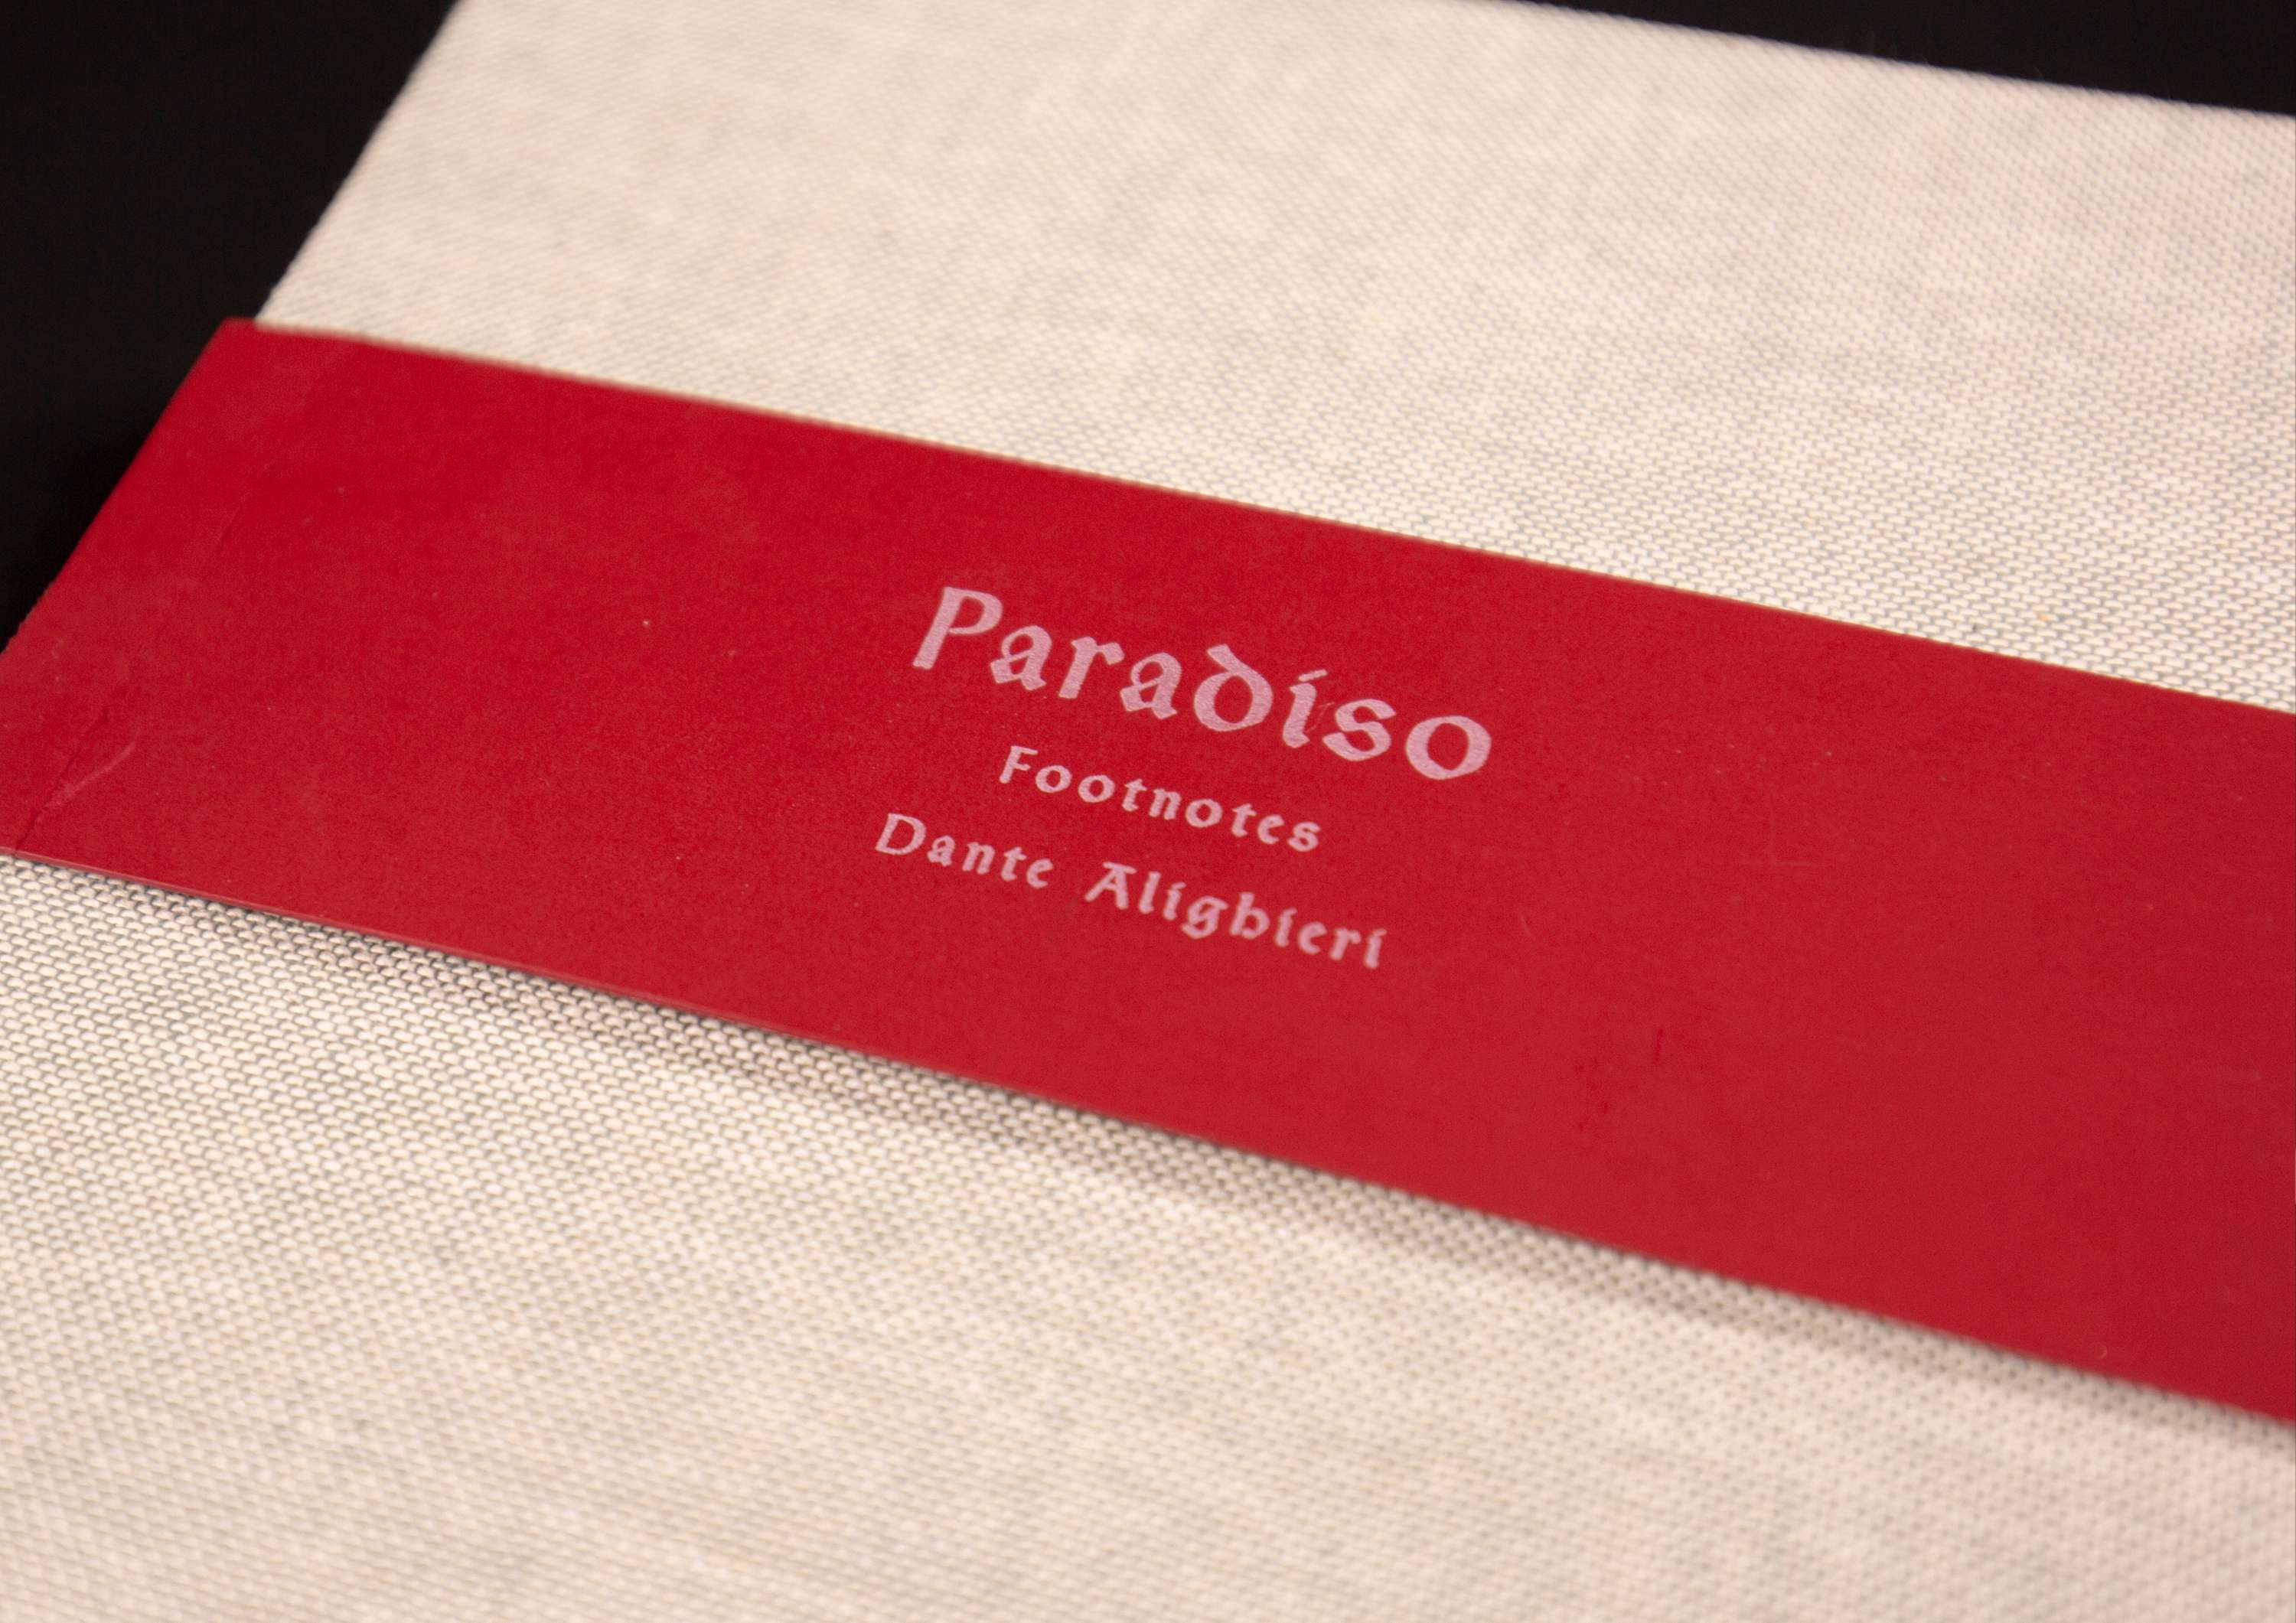 Paradiso
Footnotes
Dante Alighieri